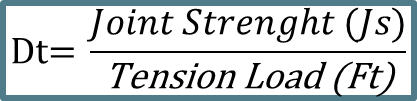 Dt= Joint Strenght (Js)
Tension Load (Ft)